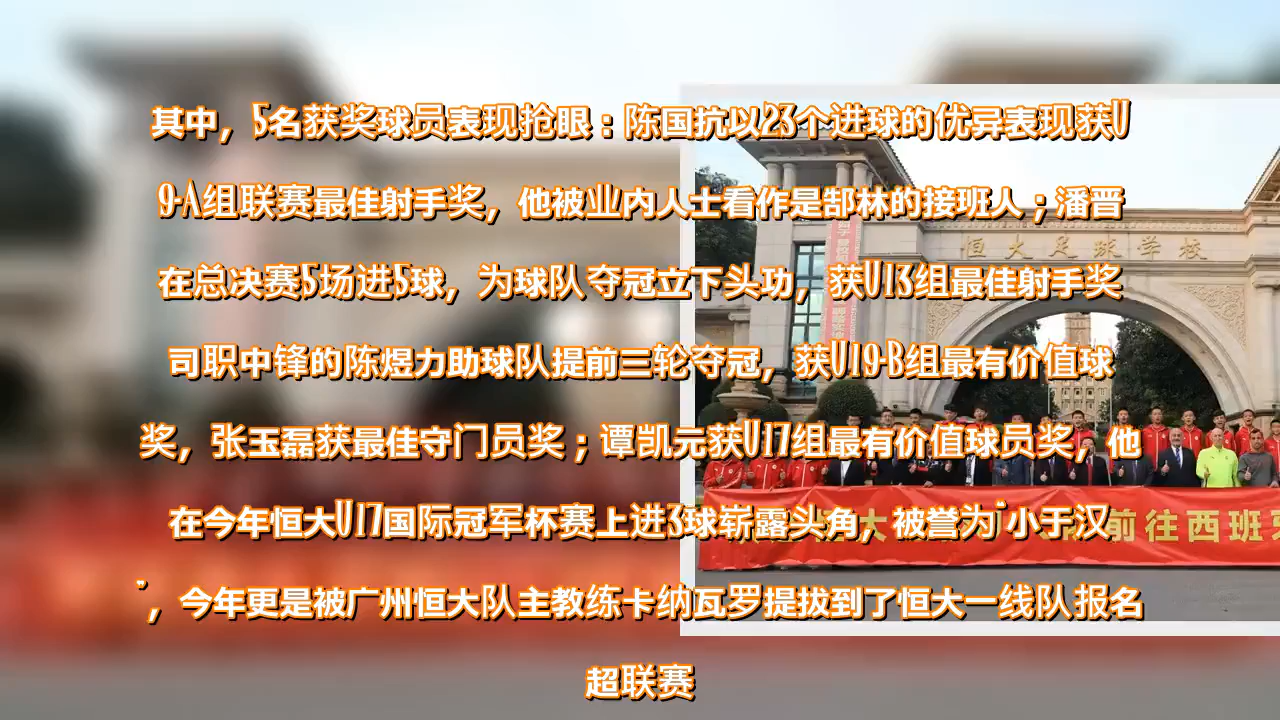 其中，5名获奖球员表现抢眼：陈国抗以23个进球的优异表现获U
9-A组联赛最佳射手奖，他被业内人士看作是郜林的接班人；潘晋
在总决赛5场进5球，为球队夺冠立下头功，获U13组最佳射手奖
司职中锋的陈煜力助球队提前三轮夺冠，获U19-B组最有价值球
奖，张玉磊获最佳守门员奖；谭凯元获U17组最有价值球员奖，他
在今年恒大U17国际冠军杯赛上进3球崭露头角，被誉为“小于汉
”，今年更是被广州恒大队主教练卡纳瓦罗提拔到了恒大一线队报名
超联赛
恒大足球学校
前往西班牙